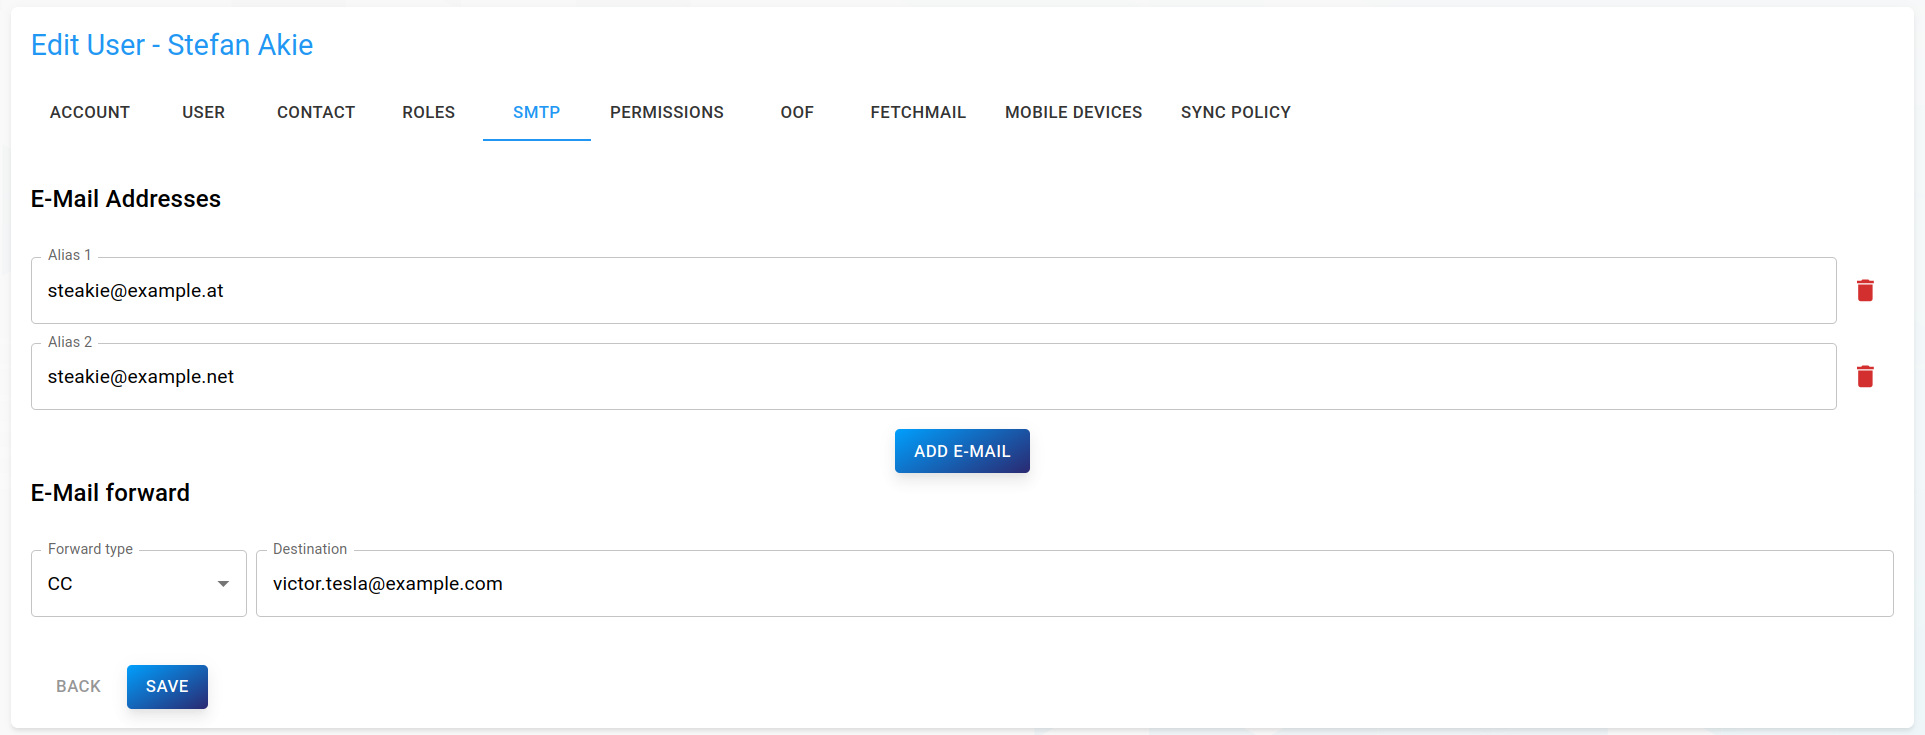 Edit User - Stefan Akie
ACCOUNT USER CONTACT ROLES SMTP PERMISSIONS OOF FETCHMAIL MOBILE DEVICES SYNC POLICY
E-Mail Addresses
Alias 1
steakie@example.at
Alias 2
steakie@example.net
ADD E-MAIL
E-Mail forward
Forward type Destination
CC victor.tesla@example.com
BACK SAVE